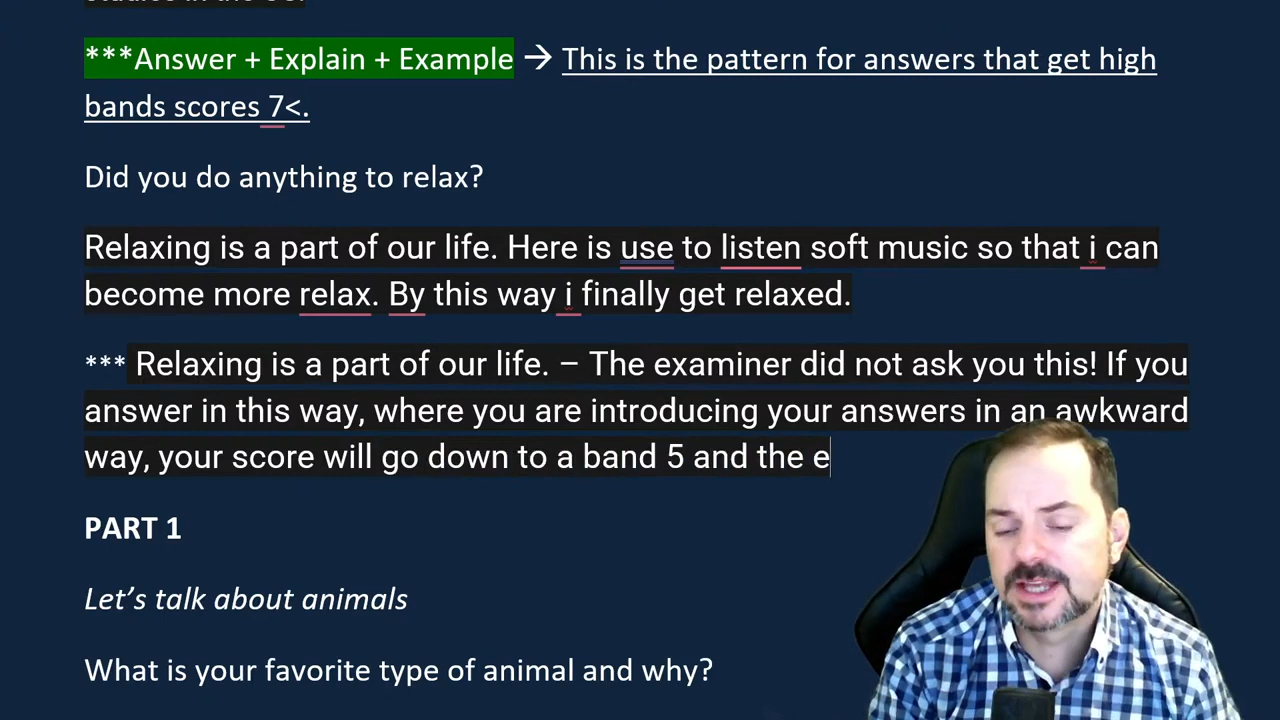 ***Answer + Explain + Example → This is the pattern for answers that get high
bands scores 7<.
Did you do anything to relax?
Relaxing is a part of our life. Here is use to listen soft music so that i can
become more relax. By this way i finally get relaxed.
*** Relaxing is a part of our life. – The examiner did not ask you this! If you
answer in this way, where you are introducing your answers in an awkward
way, your score will go down to a band 5 and the e
PART 1
Let’s talk about animals
What is your favorite type of animal and why?